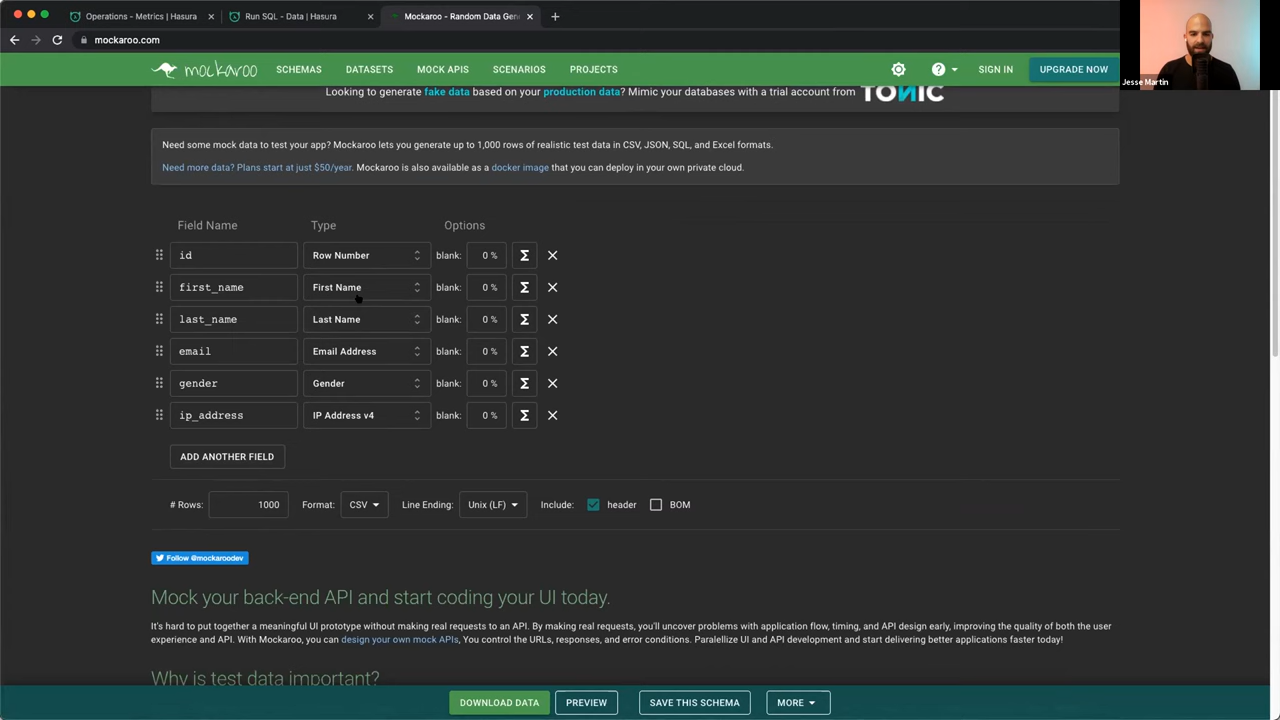 Operations - Metrics | Hasura
Run SQL - Data | Hasura
Mockaroo - Random Data Gen
mockaroo.com
mockaroo
SCHEMAS
DATASETS
MOCK APIS
SCENARIOS
PROJECTS
SIGN IN
UPGRADE NOW
Jesse Martin
Looking to generate fake data based on your production data? Mimic your databases with a trial account from TONIC
Need some mock data to test your app? Mockaroo lets you generate up to 1,000 rows of realistic test data in CSV, JSON, SQL, and Excel formats.
Need more data? Plans start at just $50/year. Mockaroo is also available as a docker image that you can deploy in your own private cloud.
Field Name Type Options
id Row Number blank: 0 %
first_name First Name blank: 0 %
last_name Last Name blank: 0 %
email Email Address blank: 0 %
gender Gender blank: 0 %
ip_address IP Address v4 blank: 0 %
ADD ANOTHER FIELD
# Rows: 1000 Format: CSV Line Ending: Unix (LF) Include: header BOM
Follow @mockaroodev
Mock your back-end API and start coding your UI today.
It's hard to put together a meaningful UI prototype without making real requests to an API. By making real requests, you'll uncover problems with application flow, timing, and API design early, improving the quality of both the user
experience and API. With Mockaroo, you can design your own mock APIs, You control the URLs, responses, and error conditions. Paralellize UI and API development and start delivering better applications faster today!
Why is test data important?
DOWNLOAD DATA
PREVIEW
SAVE THIS SCHEMA
MORE